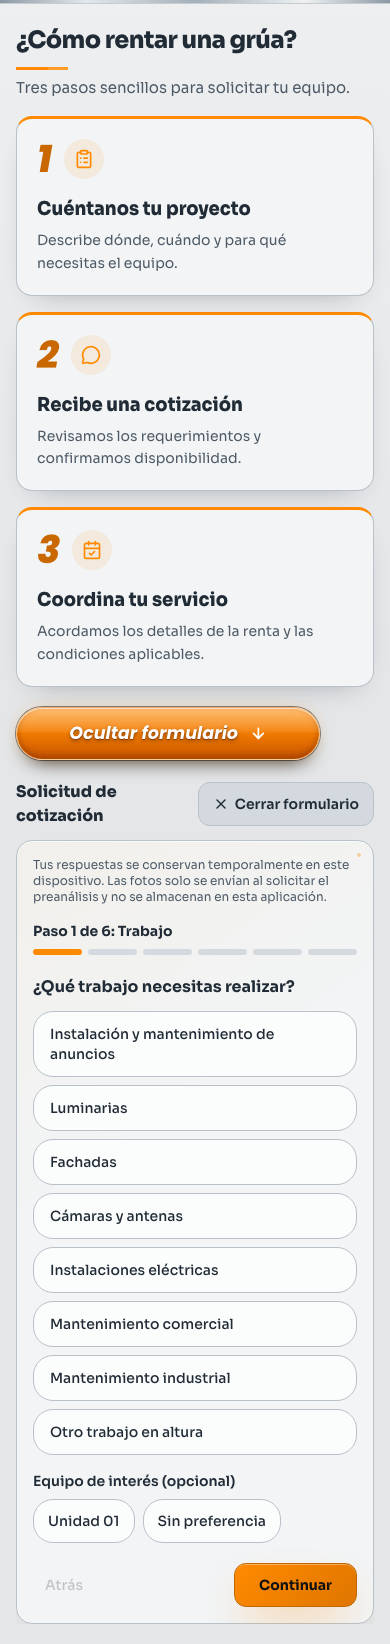 ¿Cómo rentar una grúa?
Tres pasos sencillos para solicitar tu equipo.
1
Cuéntanos tu proyecto
Describe dónde, cuándo y para qué
necesitas el equipo.
2
Recibe una cotización
Revisamos los requerimientos y
confirmamos disponibilidad.
3
Coordina tu servicio
Acordamos los detalles de la renta y las
condiciones aplicables.
Ocultar formulario ↓
Solicitud de
cotización
× Cerrar formulario
Tus respuestas se conservan temporalmente en este
dispositivo. Las fotos solo se envían al solicitar el
preanálisis y no se almacenan en esta aplicación.
Paso 1 de 6: Trabajo
¿Qué trabajo necesitas realizar?
Instalación y mantenimiento de
anuncios
Luminarias
Fachadas
Cámaras y antenas
Instalaciones eléctricas
Mantenimiento comercial
Mantenimiento industrial
Otro trabajo en altura
Equipo de interés (opcional)
Unidad 01
Sin preferencia
Atrás
Continuar